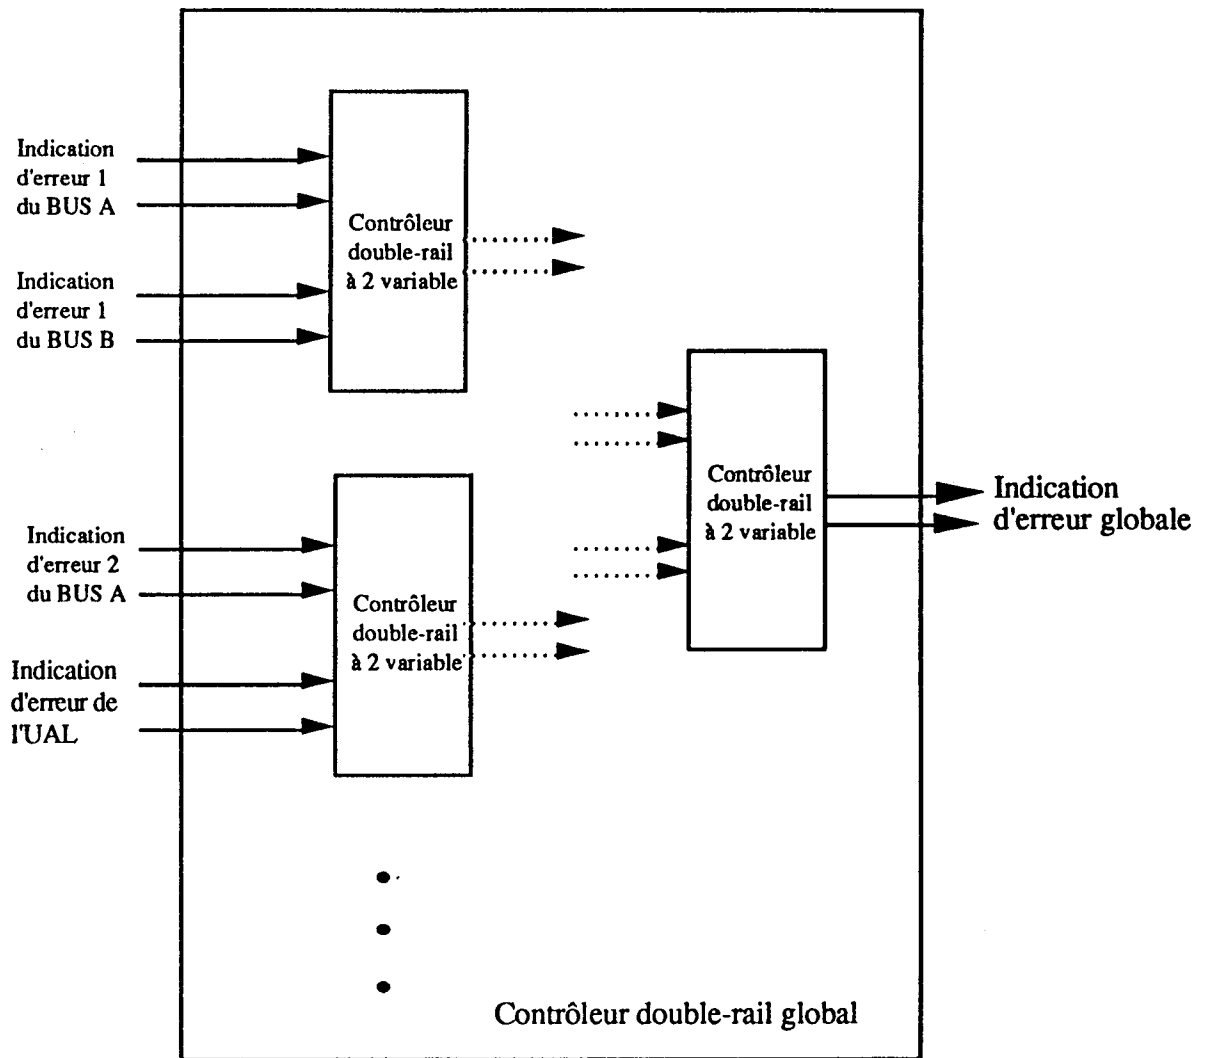 Indication
d'erreur 1
du BUS A
Indication
d'erreur 1
du BUS B
Contrôleur
double-rail
à 2 variable
Indication
d'erreur 2
du BUS A
Indication
d'erreur de
l'UAL
Contrôleur
double-rail
à 2 variable
Contrôleur
double-rail
à 2 variable
Indication
d'erreur globale
Contrôleur double-rail global